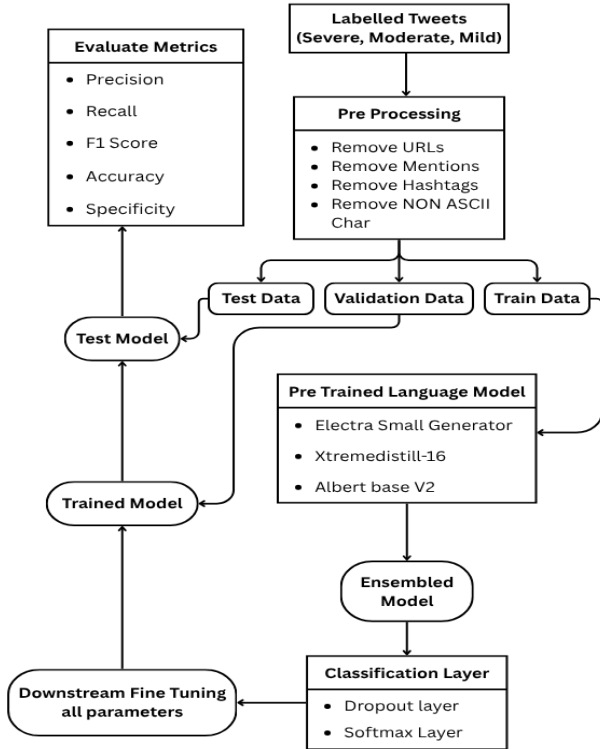 Labelled Tweets
(Severe, Moderate, Mild)
Pre Processing
Remove URLs
Remove Mentions
Remove Hashtags
Remove NON ASCII
Char
Test Data
Validation Data
Train Data
Pre Trained Language Model
Electra Small Generator
Xtremedistill-16
Albert base V2
Ensembled
Model
Classification Layer
Dropout layer
Softmax Layer
Downstream Fine Tuning
all parameters
Trained Model
Test Model
Evaluate Metrics
Precision
Recall
F1 Score
Accuracy
Specificity